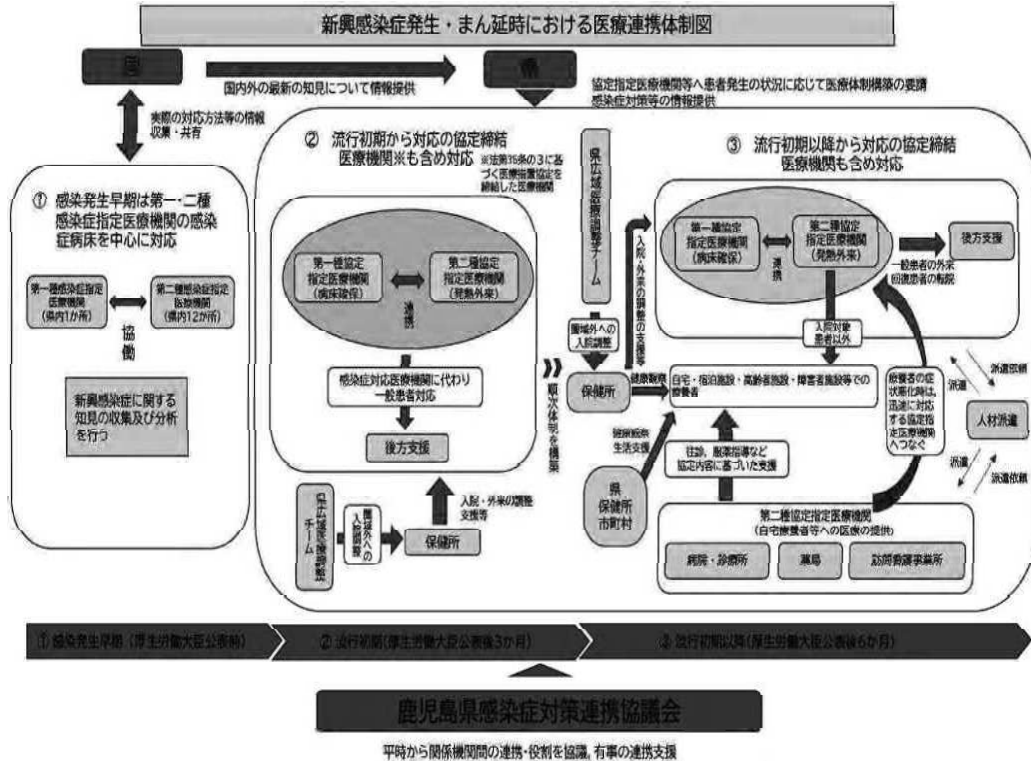 新興感染症発生・まん延時における医療連携体制図
国
県
国内外の最新の知見について情報提供
協定指定医療機関等へ患者発生の状況に応じて医療体制構築の要請
感染症対策等の情報提供
実際の対応方法等の情報
収集・共有
① 感染発生早期は第一・二種
感染症指定医療機関の感染
症病床を中心に対応
第一種感染症指定
医療機関
(県内1か所)
第二種感染症指定
医療機関
(県内12か所)
協働
新興感染症に関する
知見の収集及び分析
を行う
② 流行初期から対応の協定締結
医療機関※も含め対応
※法第36条の3に基
づく医療措置協定を
締結した医療機関
第一種協定
指定医療機関
(病床確保)
第二種協定
指定医療機関
(発熱外来)
連携
感染症対応医療機関に代わり
一般患者対応
後方支援
入院・外来の調整
支援等
県広域医療調整
チーム
圏域外への
入院調整
保健所
順次体制を構築
県広域医療調整チーム
圏域外への
入院調整
保健所
入院・外来の調整の支援等
健康観察
③ 流行初期以降から対応の協定締結
医療機関も含め対応
第一種協定
指定医療機関
(病床確保)
第二種協定
指定医療機関
(発熱外来)
連携
後方支援
一般患者の外来
回復患者の転院
入院対象
患者以外
自宅・宿泊施設・高齢者施設・障害者施設等での
療養者
療養者の症
状悪化時は、
迅速に対応
する協定指
定医療機関
へつなぐ
派遣
派遣依頼
人材派遣
派遣
派遣依頼
健康観察
生活支援
県
保健所
市町村
往診、服薬指導など
協定内容に基づいた支援
第二種協定指定医療機関
(自宅療養者等への医療の提供)
病院・診療所
薬局
訪問看護事業所
① 感染発生早期(厚生労働大臣公表前)
② 流行初期(厚生労働大臣公表後3か月)
③ 流行初期以降(厚生労働大臣公表後6か月)
鹿児島県感染症対策連携協議会
平時から関係機関間の連携・役割を協議、有事の連携支援